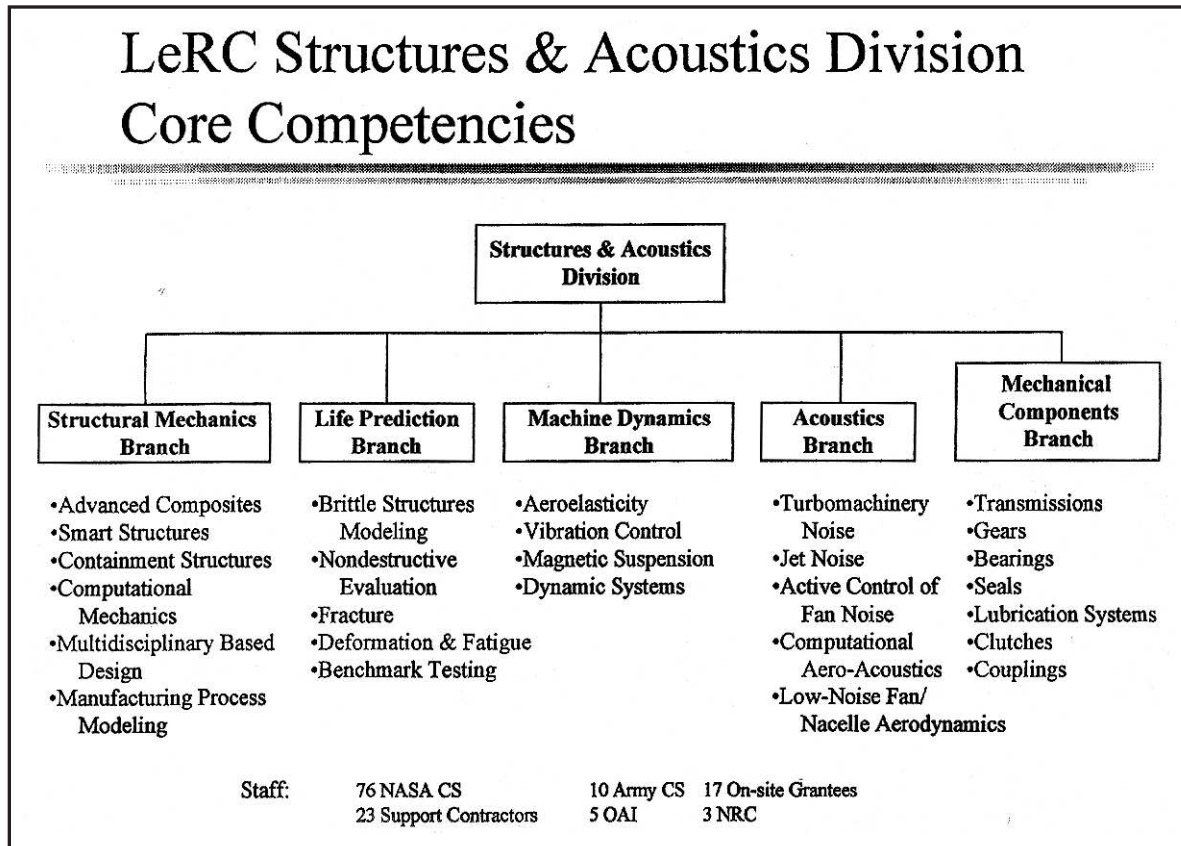 LeRC Structures & Acoustics Division
Core Competencies
Structures & Acoustics
Division
Structural Mechanics
Branch
•Advanced Composites
•Smart Structures
•Containment Structures
•Computational
Mechanics
•Multidisciplinary Based
Design
•Manufacturing Process
Modeling
Life Prediction
Branch
•Brittle Structures
Modeling
•Nondestructive
Evaluation
•Fracture
•Deformation & Fatigue
•Benchmark Testing
Machine Dynamics
Branch
•Aeroelasticity
•Vibration Control
•Magnetic Suspension
•Dynamic Systems
Acoustics
Branch
•Turbomachinery
Noise
•Jet Noise
•Active Control of
Fan Noise
•Computational
Aero-Acoustics
•Low-Noise Fan/
Nacelle Aerodynamics
Mechanical
Components
Branch
•Transmissions
•Gears
•Bearings
•Seals
•Lubrication Systems
•Clutches
•Couplings
Staff: 76 NASA CS 10 Army CS 17 On-site Grantees
23 Support Contractors 5 OAI 3 NRC